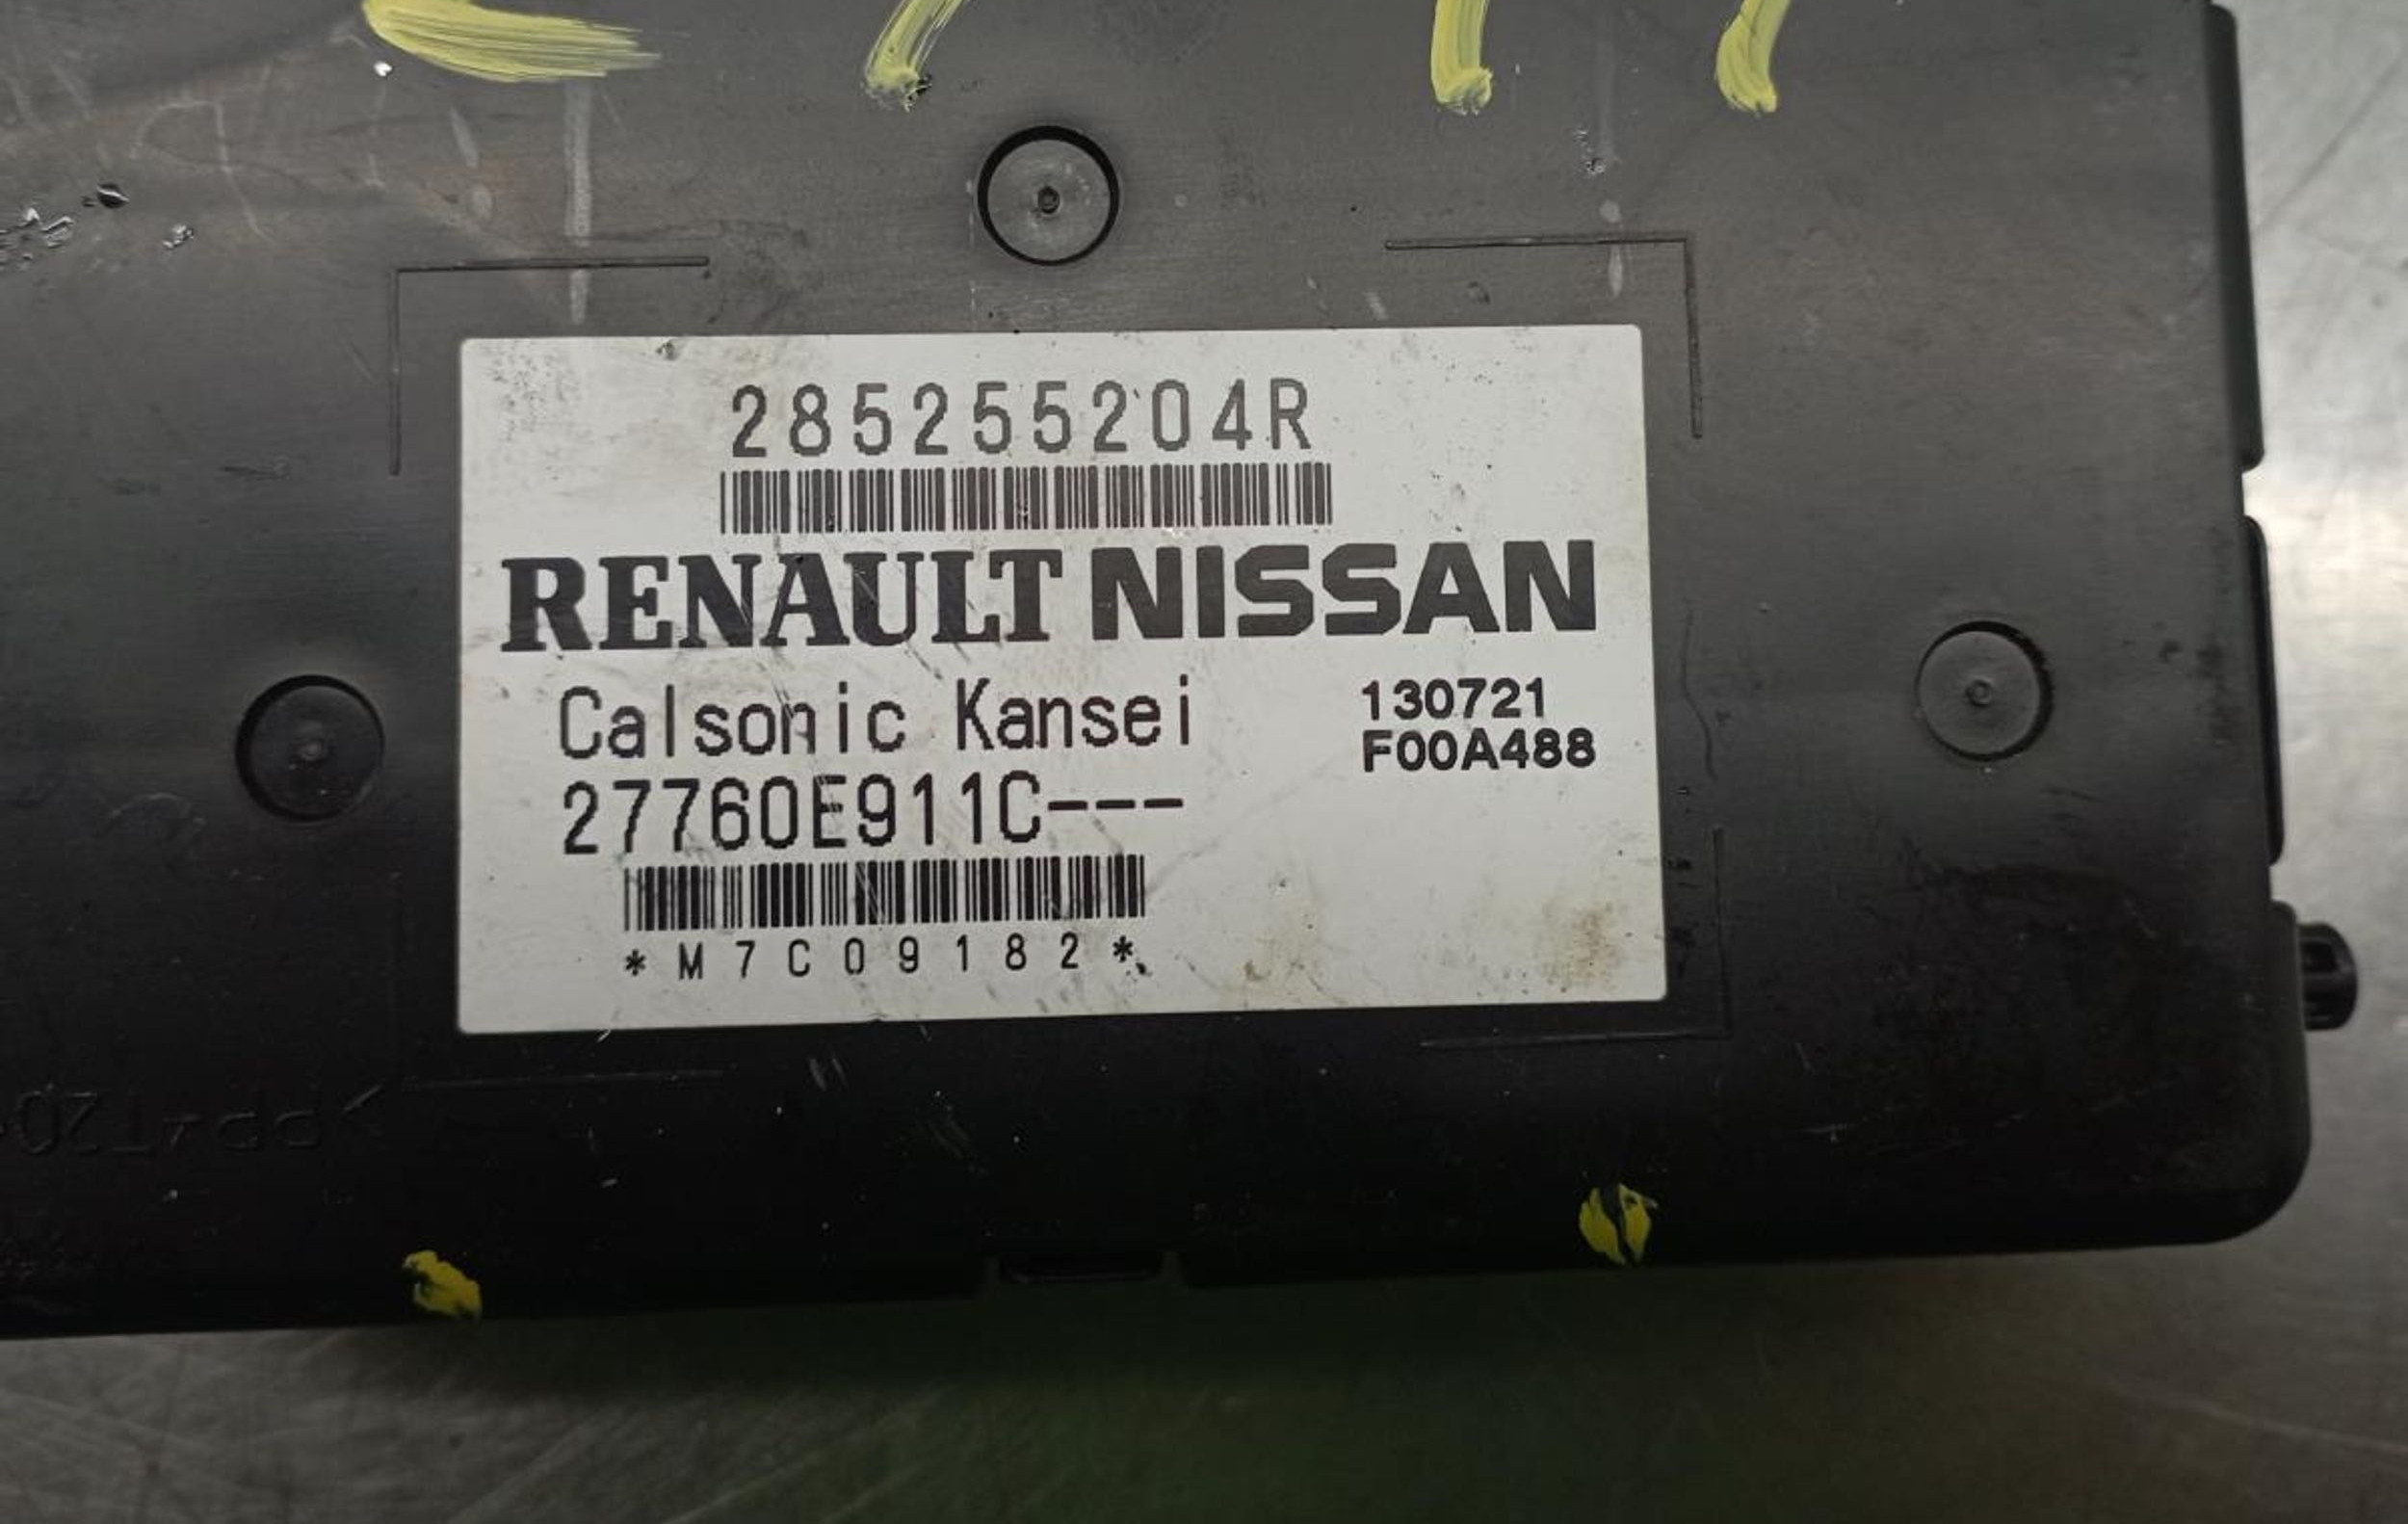 285255204R
RENAULT NISSAN
Calsonic Kansei 130721
F00A488
27760E911C---
*M7C09182*